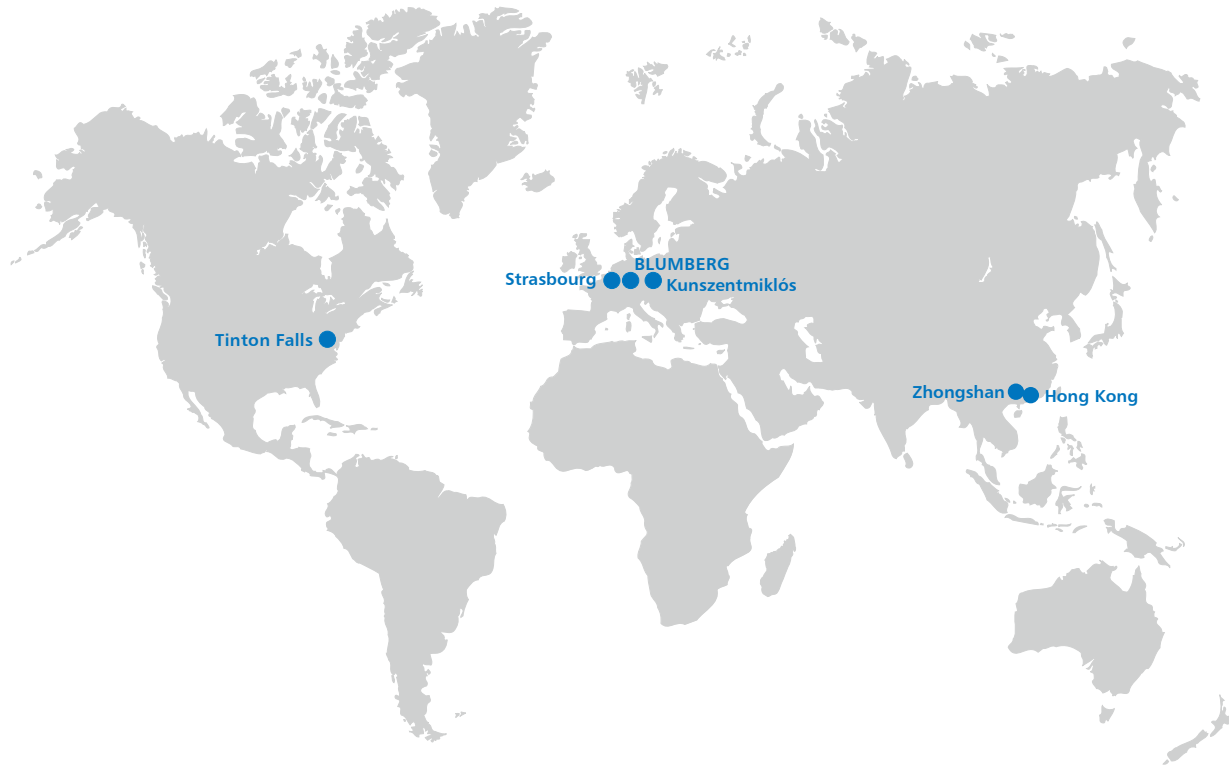 BLUMBERG
Strasbourg
Kunszentmiklós
Tinton Falls
Zhongshan
Hong Kong